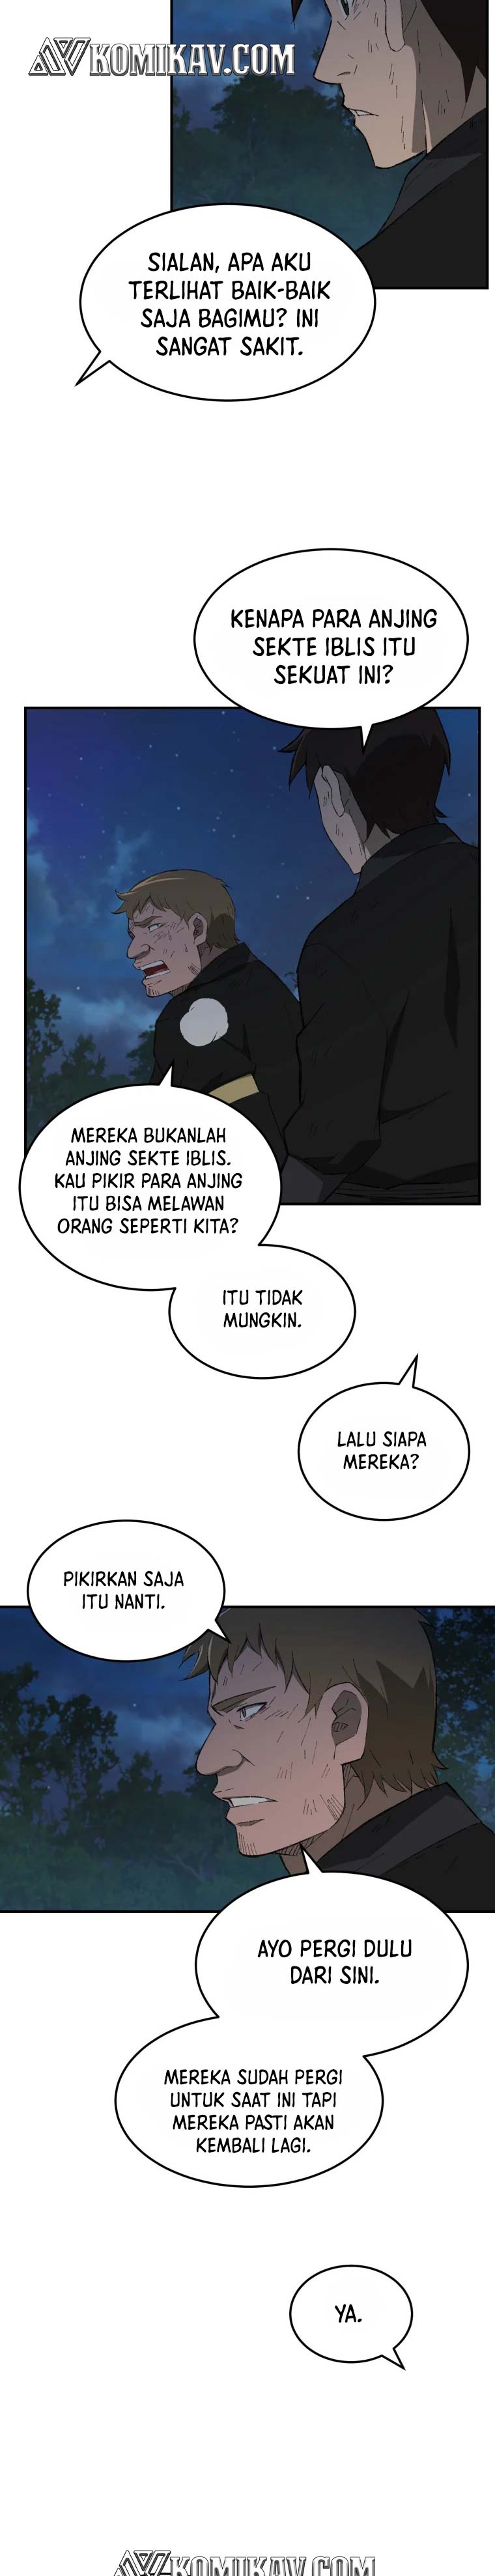 KOMIKAV.COM
SIALAN, APA AKU
TERLIHAT BAIK-BAIK
SAJA BAGIMU? INI
SANGAT SAKIT.
KENAPA PARA ANJING
SEKTE IBLIS ITU
SEKUAT INI?
MEREKA BUKANLAH
ANJING SEKTE IBLIS.
KAU PIKIR PARA ANJING
ITU BISA MELAWAN
ORANG SEPERTI KITA?
ITU TIDAK
MUNGKIN.
LALU SIAPA
MEREKA?
PIKIRKAN SAJA
ITU NANTI.
AYO PERGI DULU
DARI SINI.
MEREKA SUDAH PERGI
UNTUK SAAT INI TAPI
MEREKA PASTI AKAN
KEMBALI LAGI.
YA.
KOMIKAV.COM